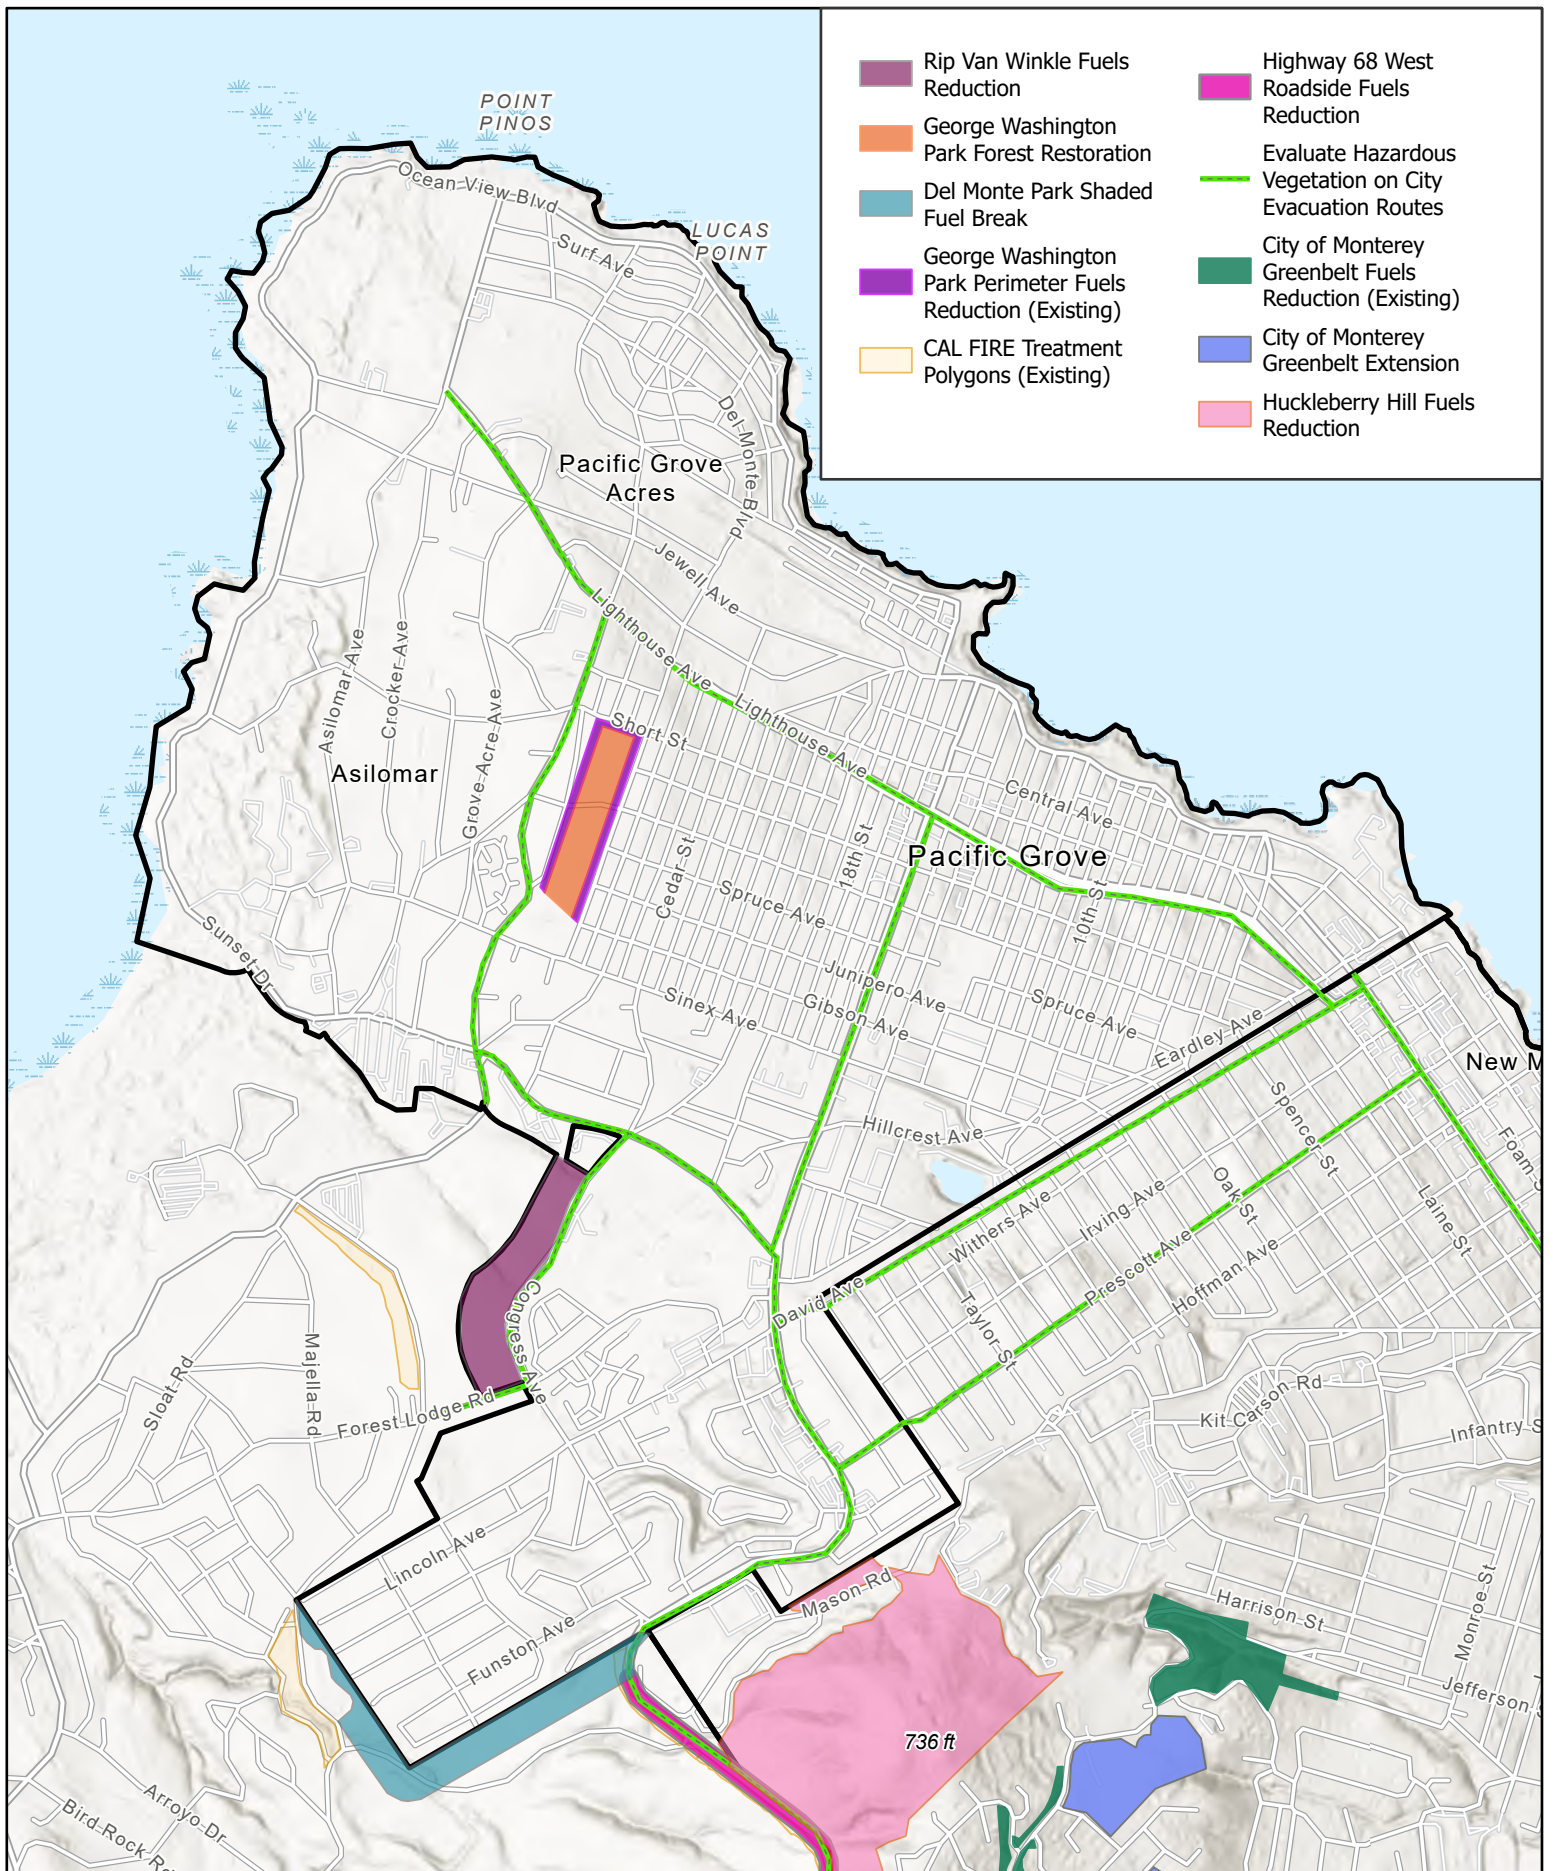 Rip Van Winkle Fuels
Reduction
George Washington
Park Forest Restoration
Del Monte Park Shaded
Fuel Break
George Washington
Park Perimeter Fuels
Reduction (Existing)
CAL FIRE Treatment
Polygons (Existing)
Highway 68 West
Roadside Fuels
Reduction
Evaluate Hazardous
Vegetation on City
Evacuation Routes
City of Monterey
Greenbelt Fuels
Reduction (Existing)
City of Monterey
Greenbelt Extension
Huckleberry Hill Fuels
Reduction
POINT
PINOS
Ocean View Blvd
LUCAS
POINT
Surf Ave
Del Monte Blvd
Pacific Grove
Acres
Jewell Ave
Lighthouse Ave
Lighthouse Ave
Asilomar Ave
Crocker Ave
Grove Acre Ave
Short St
Asilomar
Central Ave
Pacific Grove
Cedar St
18th St
Spruce Ave
10th St
Sunset Dr
Sinex Ave
Junipero Ave
Gibson Ave
Spruce Ave
Eardley Ave
New M
Hillcrest Ave
Spencer St
Foam S
Oak St
Laine St
Withers Ave
Irving Ave
Prescott Ave
Hoffman Ave
David Ave
Taylor St
Congress Ave
Sloat Rd
Majella Rd
Forest Lodge Rd
Kit Carson Rd
Infantry S
Lincoln Ave
Funston Ave
Mason Rd
Harrison St
Monroe St
Jefferson S
736 ft
Arroyo Dr
Bird Rock Rd